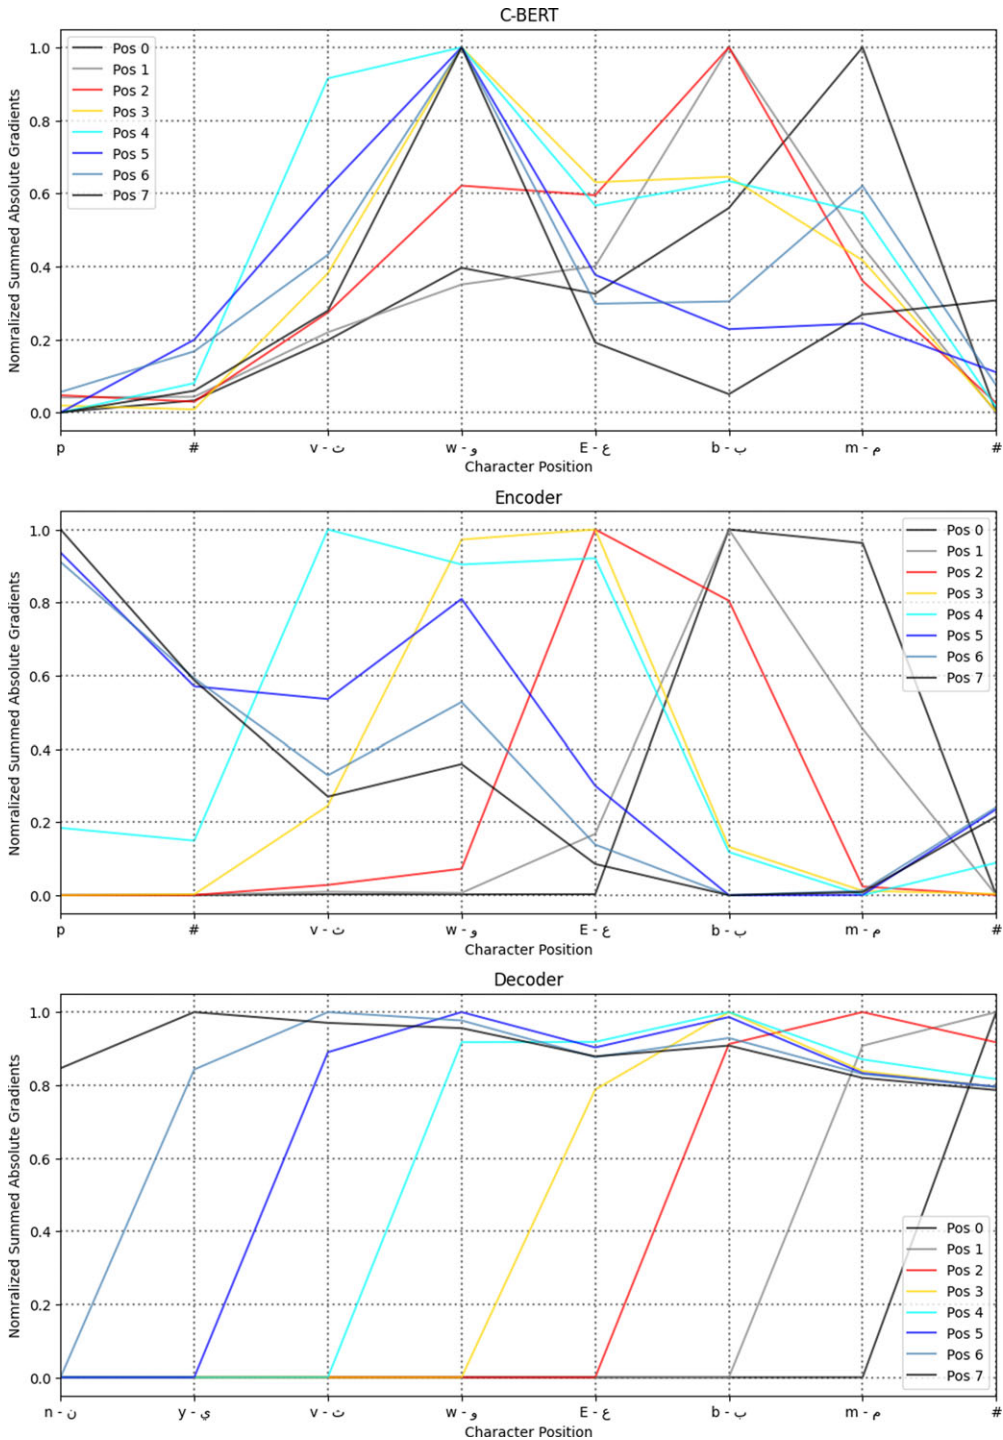 C-BERT
Nomralized Summed Absolute Gradients
1.0
0.8
0.6
0.4
0.2
0.0
Pos 0
Pos 1
Pos 2
Pos 3
Pos 4
Pos 5
Pos 6
Pos 7
p # v - ث w - و E - ع b - ب m - م #
Character Position
Encoder
Nomralized Summed Absolute Gradients
1.0
0.8
0.6
0.4
0.2
0.0
Pos 0
Pos 1
Pos 2
Pos 3
Pos 4
Pos 5
Pos 6
Pos 7
p # v - ث w - و E - ع b - ب m - م #
Character Position
Decoder
Nomralized Summed Absolute Gradients
1.0
0.8
0.6
0.4
0.2
0.0
Pos 0
Pos 1
Pos 2
Pos 3
Pos 4
Pos 5
Pos 6
Pos 7
n - ن y - ي v - ث w - و E - ع b - ب m - م #
Character Position